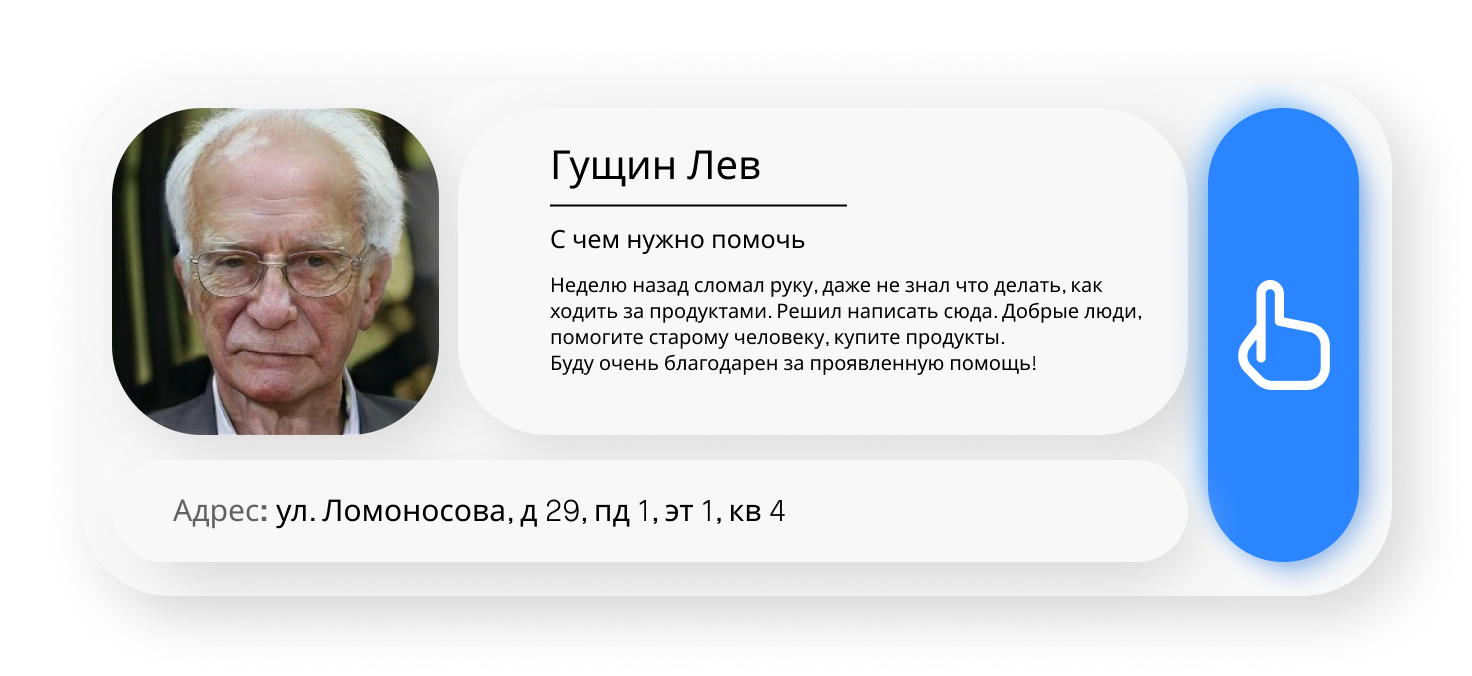 Гущин Лев
С чем нужно помочь
Неделю назад сломал руку, даже не знал что делать, как
ходить за продуктами. Решил написать сюда. Добрые люди,
помогите старому человеку, купите продукты.
Буду очень благодарен за проявленную помощь!
Адрес: ул. Ломоносова, д 29, пд 1, эт 1, кв 4